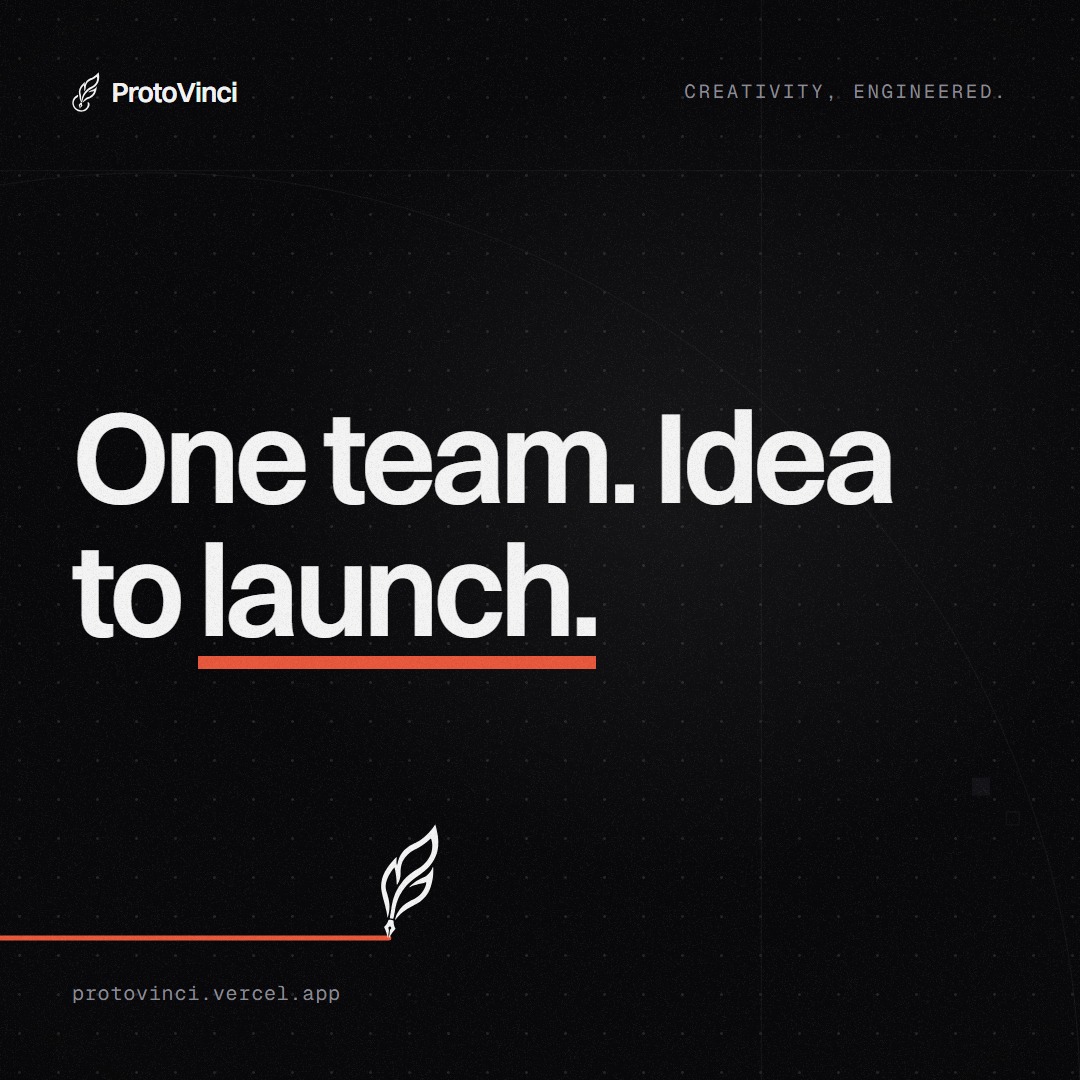 ProtoVinci
CREATIVITY, ENGINEERED.
One team. Idea
to launch.
protovinci.vercel.app